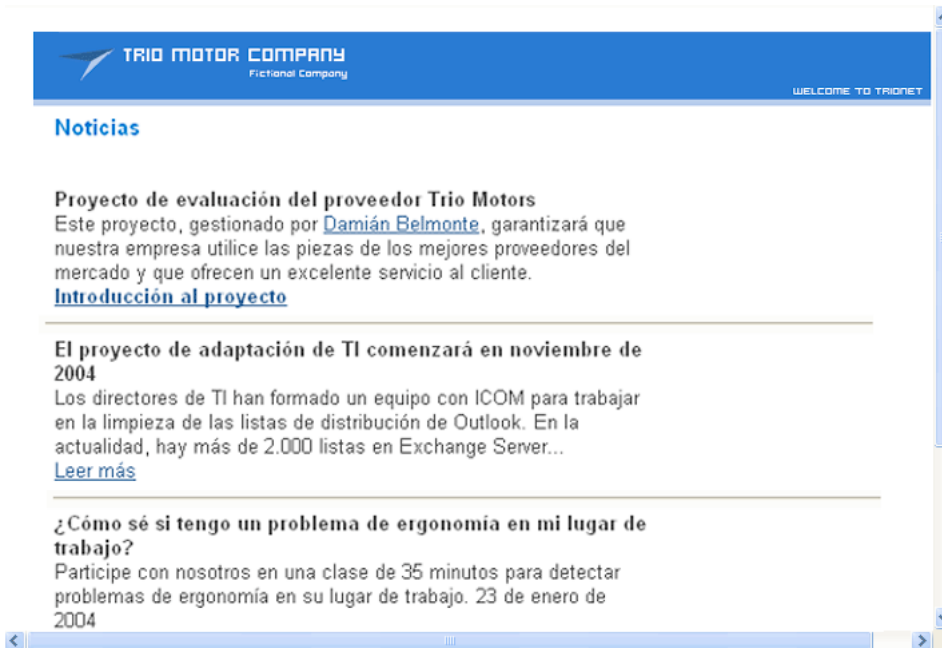 TRIO MOTOR COMPANY
Fictional Company
WELCOME TO TRIONET
Noticias
Proyecto de evaluación del proveedor Trio Motors
Este proyecto, gestionado por Damián Belmonte, garantizará que
nuestra empresa utilice las piezas de los mejores proveedores del
mercado y que ofrecen un excelente servicio al cliente.
Introducción al proyecto
El proyecto de adaptación de TI comenzará en noviembre de
2004
Los directores de TI han formado un equipo con ICOM para trabajar
en la limpieza de las listas de distribución de Outlook. En la
actualidad, hay más de 2.000 listas en Exchange Server...
Leer más
¿Cómo sé si tengo un problema de ergonomía en mi lugar de
trabajo?
Participe con nosotros en una clase de 35 minutos para detectar
problemas de ergonomía en su lugar de trabajo. 23 de enero de
2004